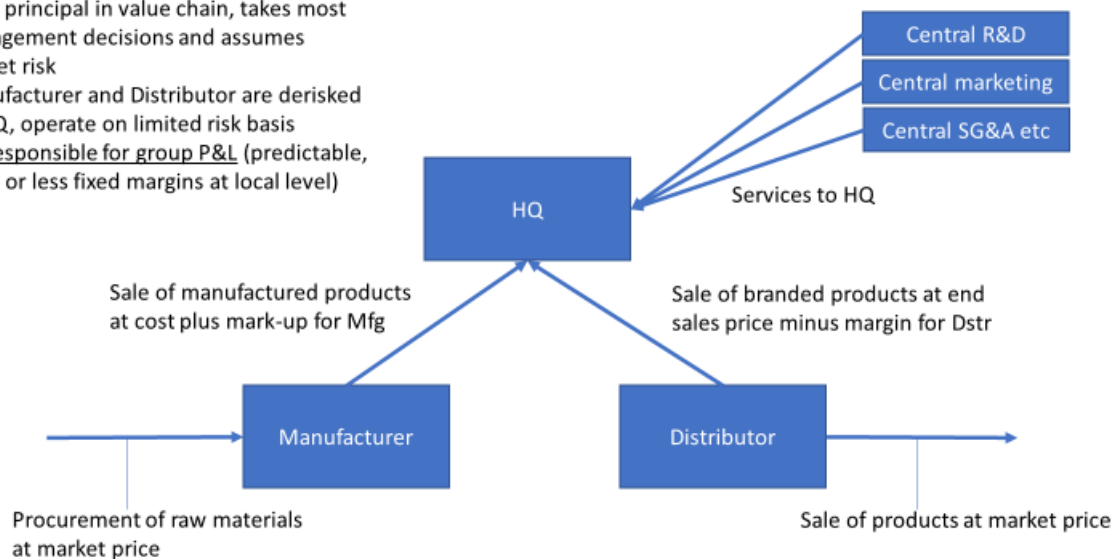 principal in value chain, takes most
decisions and assumes
risk
and Distributor are derisked
operate on limited risk basis
for group P&L (predictable,
or less fixed margins at local level)
Central R&D
Central marketing
Central SG&A etc
HQ
Services to HQ
Sale of manufactured products
at cost plus mark-up for Mfg
Sale of branded products at end
sales price minus margin for Dstr
Manufacturer
Distributor
Procurement of raw materials
at market price
Sale of products at market price